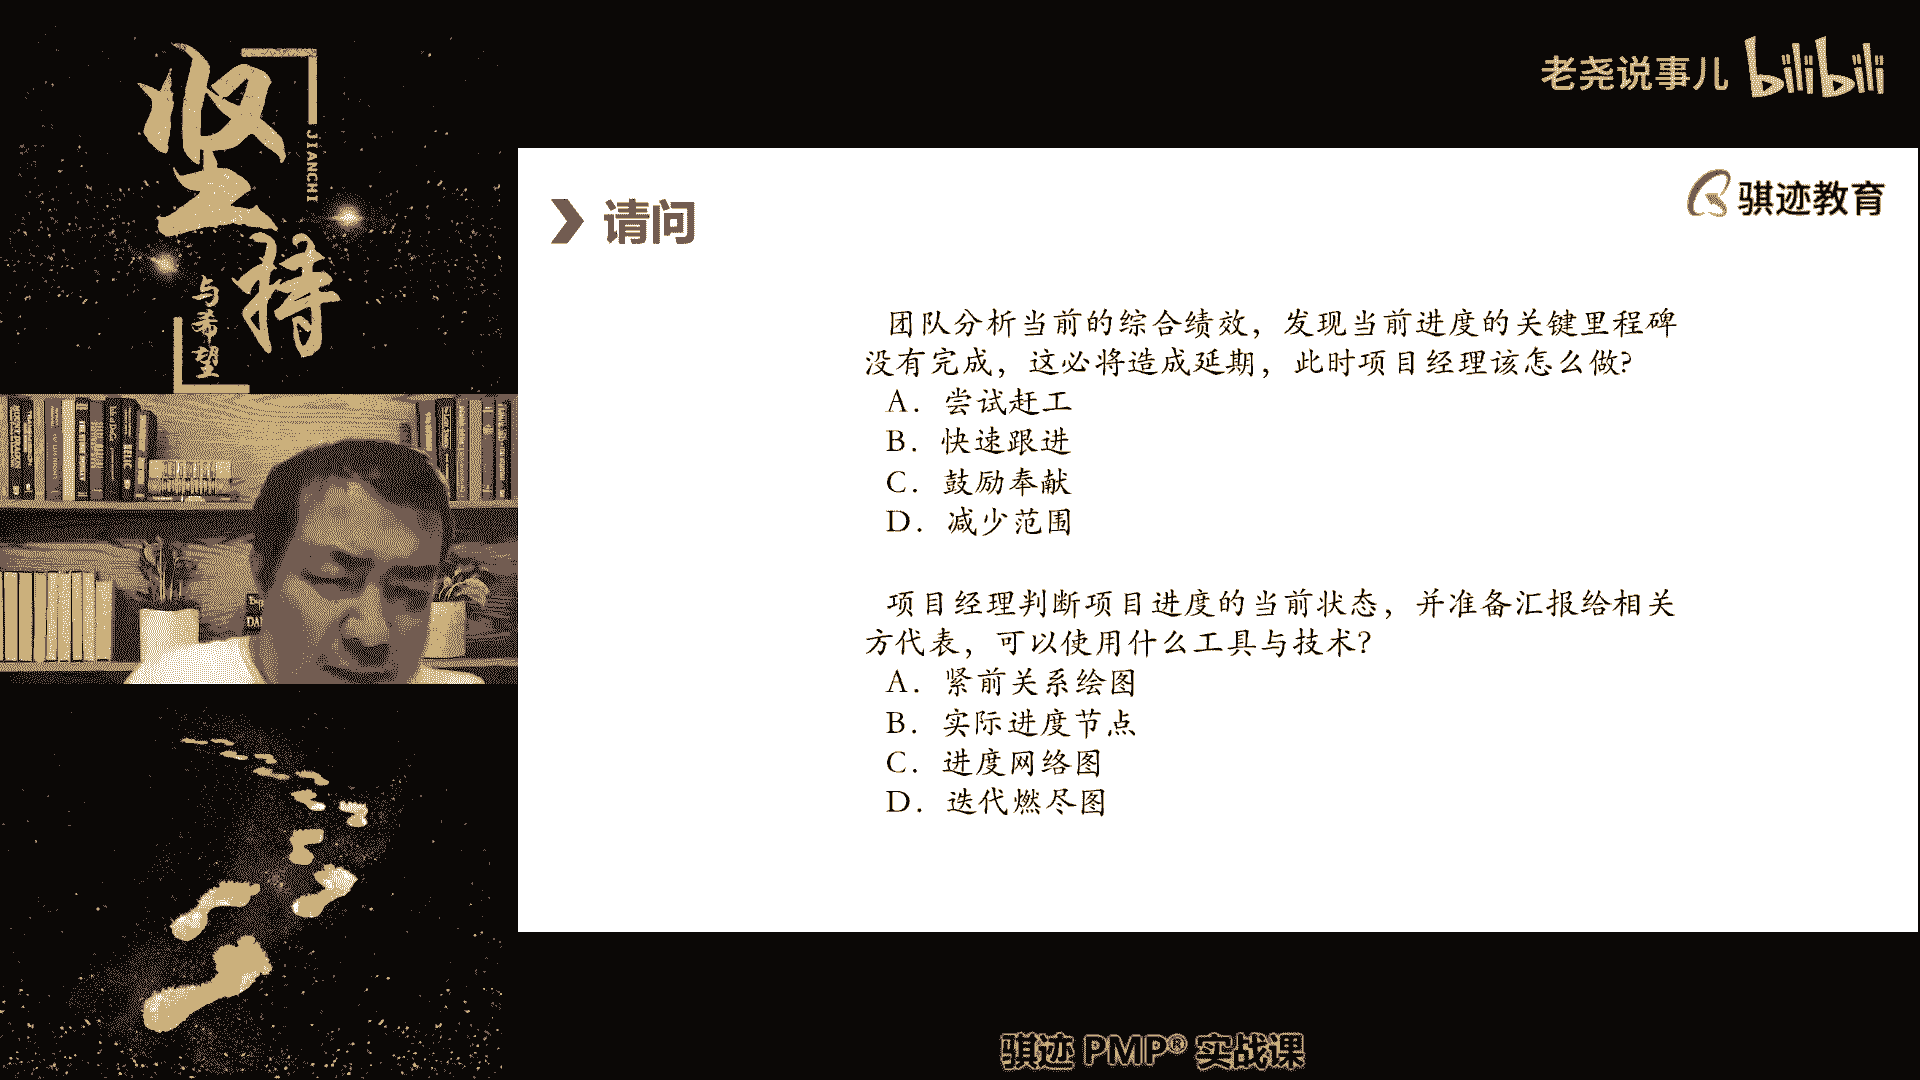 坚持
JIANCHI
与希望
老尧说事儿 bilibili
骐迹教育
请问
团队分析当前的综合绩效，发现当前进度的关键里程碑
没有完成，这必将造成延期，此时项目经理该怎么做?
A. 尝试赶工
B. 快速跟进
C. 鼓励奉献
D. 减少范围
项目经理判断项目进度的当前状态，并准备汇报给相关
方代表，可以使用什么工具与技术?
A. 紧前关系绘图
B. 实际进度节点
C. 进度网络图
D. 迭代燃尽图
骐迹 PMP® 实战课